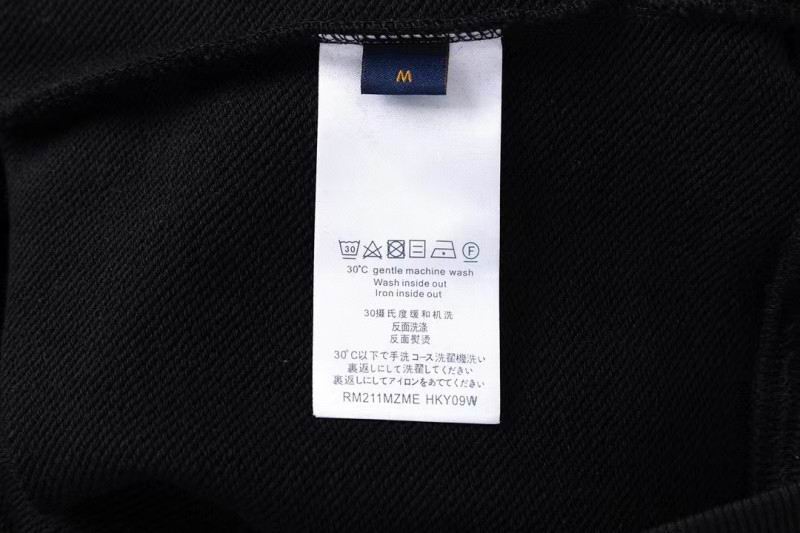 M
30 F
30°C gentle machine wash
Wash inside out
Iron inside out
30摄氏度缓和机洗
反面洗涤
反面熨烫
30℃以下で手洗コース洗濯機洗い
裏返しにして洗濯してください
裏返しにしてアイロンをあててください
RM211MZME HKY09W